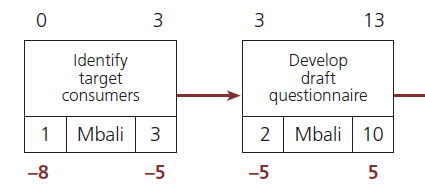 0 3 3 13
Identify
target
consumers
Develop
draft
questionnaire
1 Mbali 3
2 Mbali 10
–8 –5 –5 5